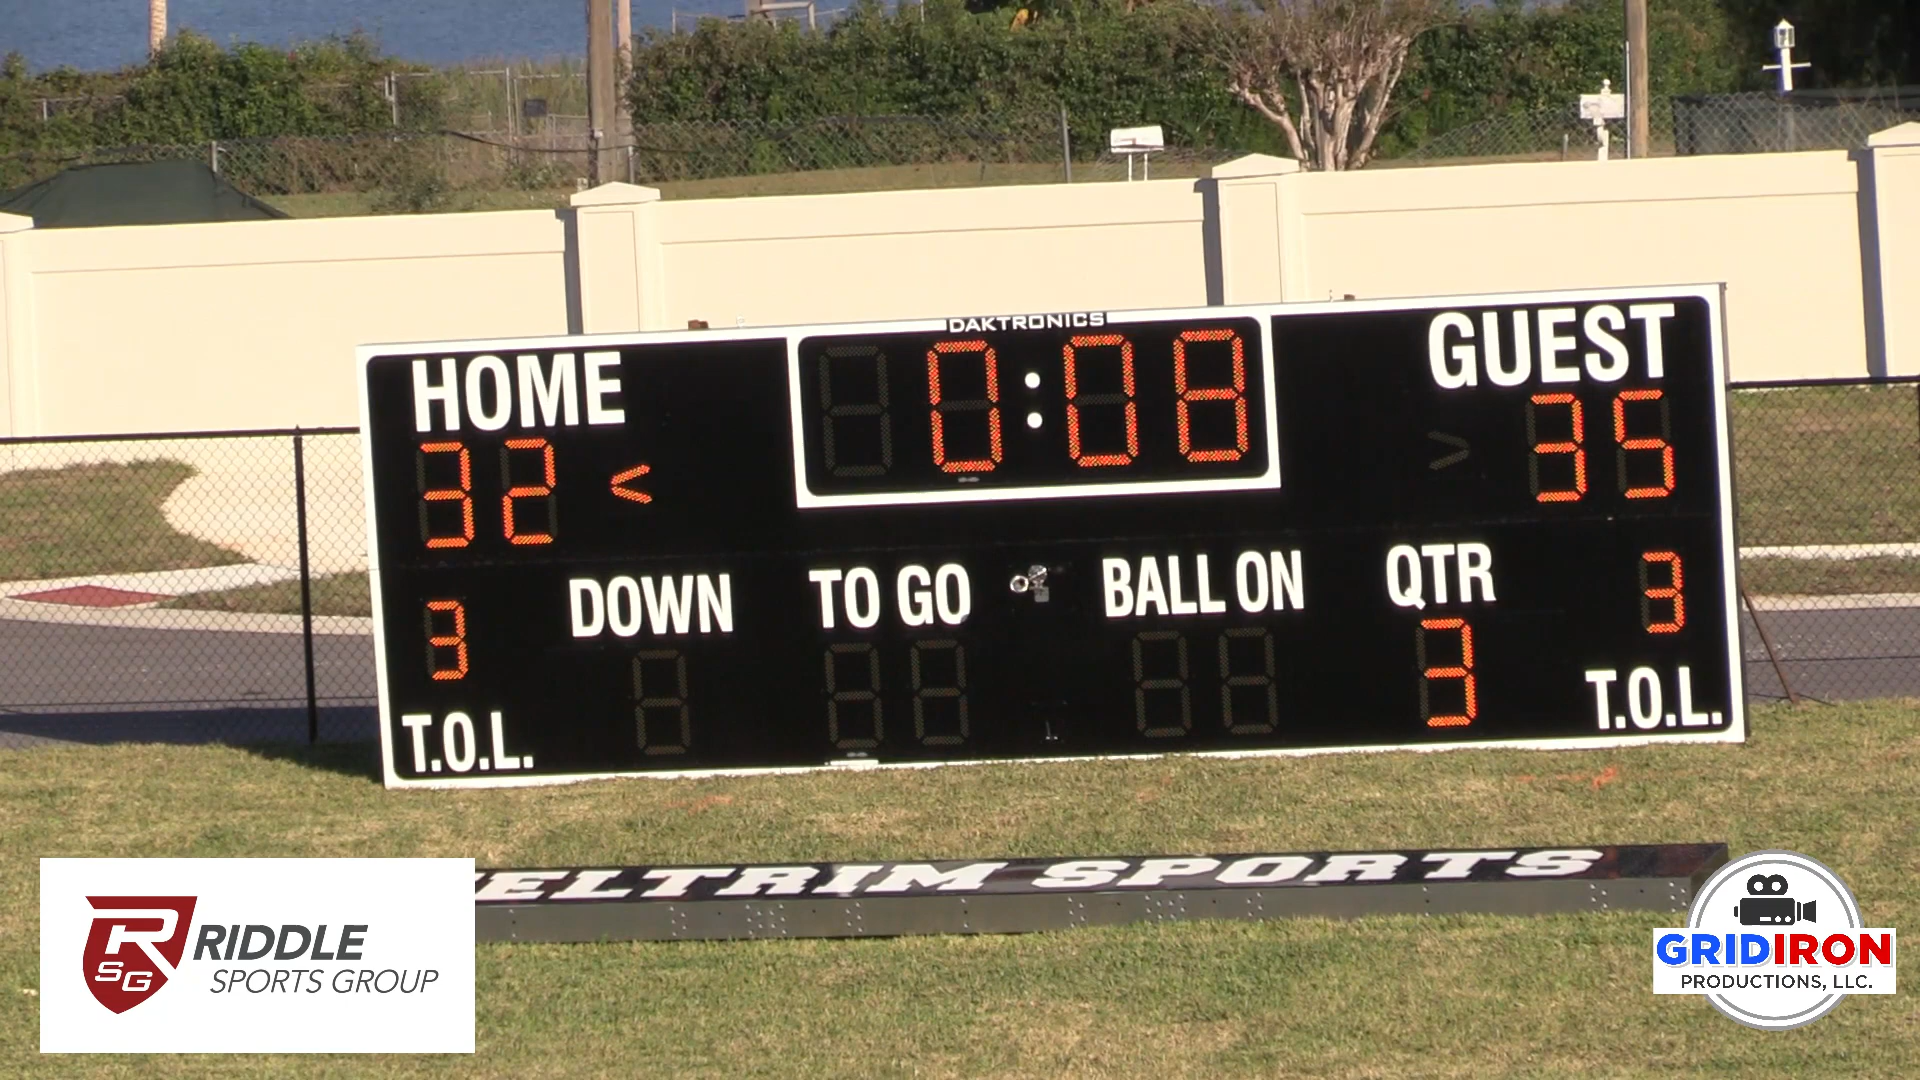 DAKTRONICS
HOME 0:08 GUEST
32 < > 35
DOWN TO GO BALL ON QTR
3 3 3
T.O.L. T.O.L.
ELTRIM SPORTS
R SG RIDDLE
SPORTS GROUP
GRIDIRON
PRODUCTIONS, LLC.